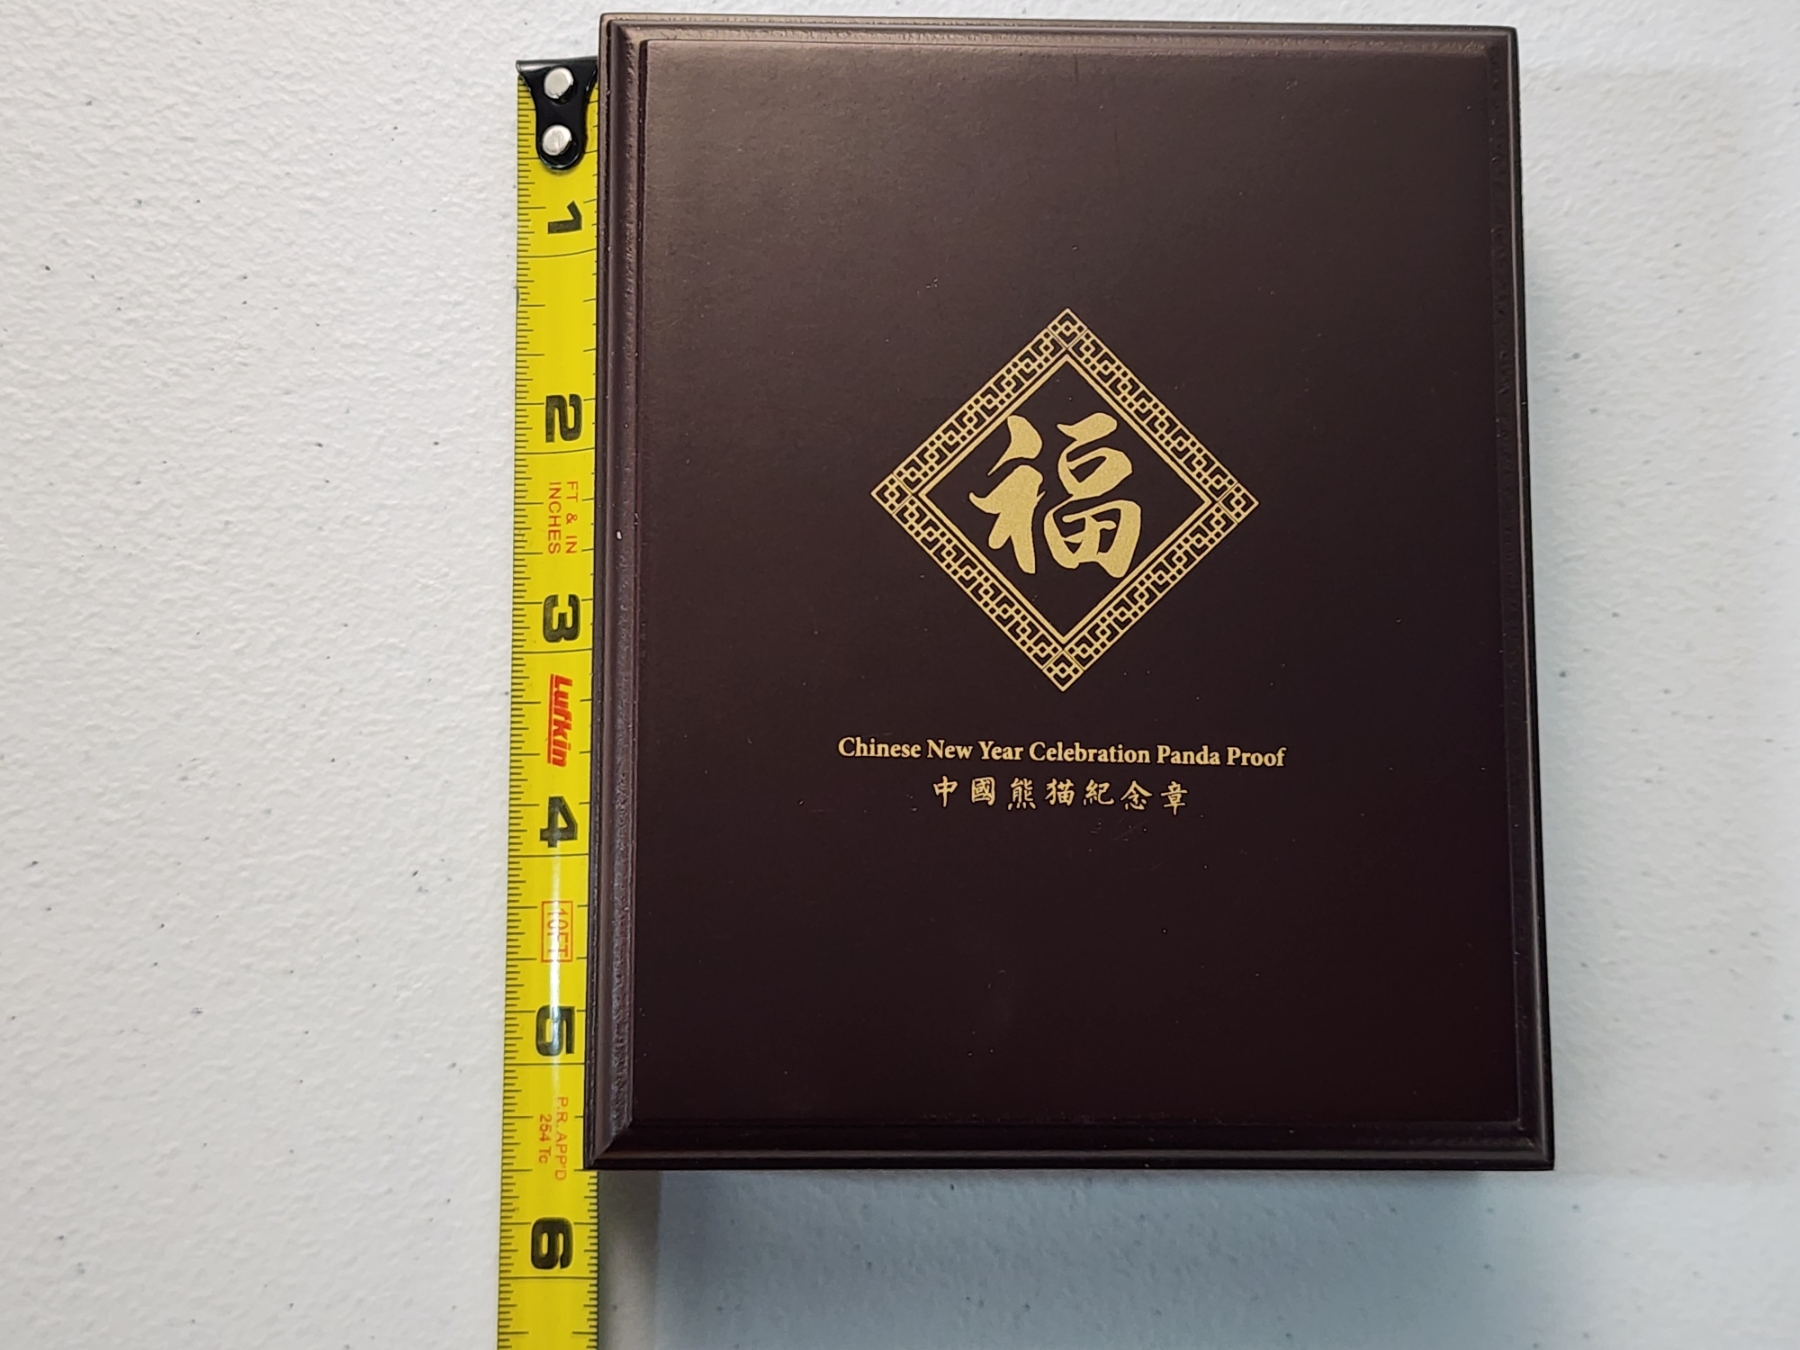 福
Chinese New Year Celebration Panda Proof
中國熊猫紀念章
1
2
FT & IN
INCHES
3
Lufkin
4
10FT
5
P.R. APP'D
254 Tc
6